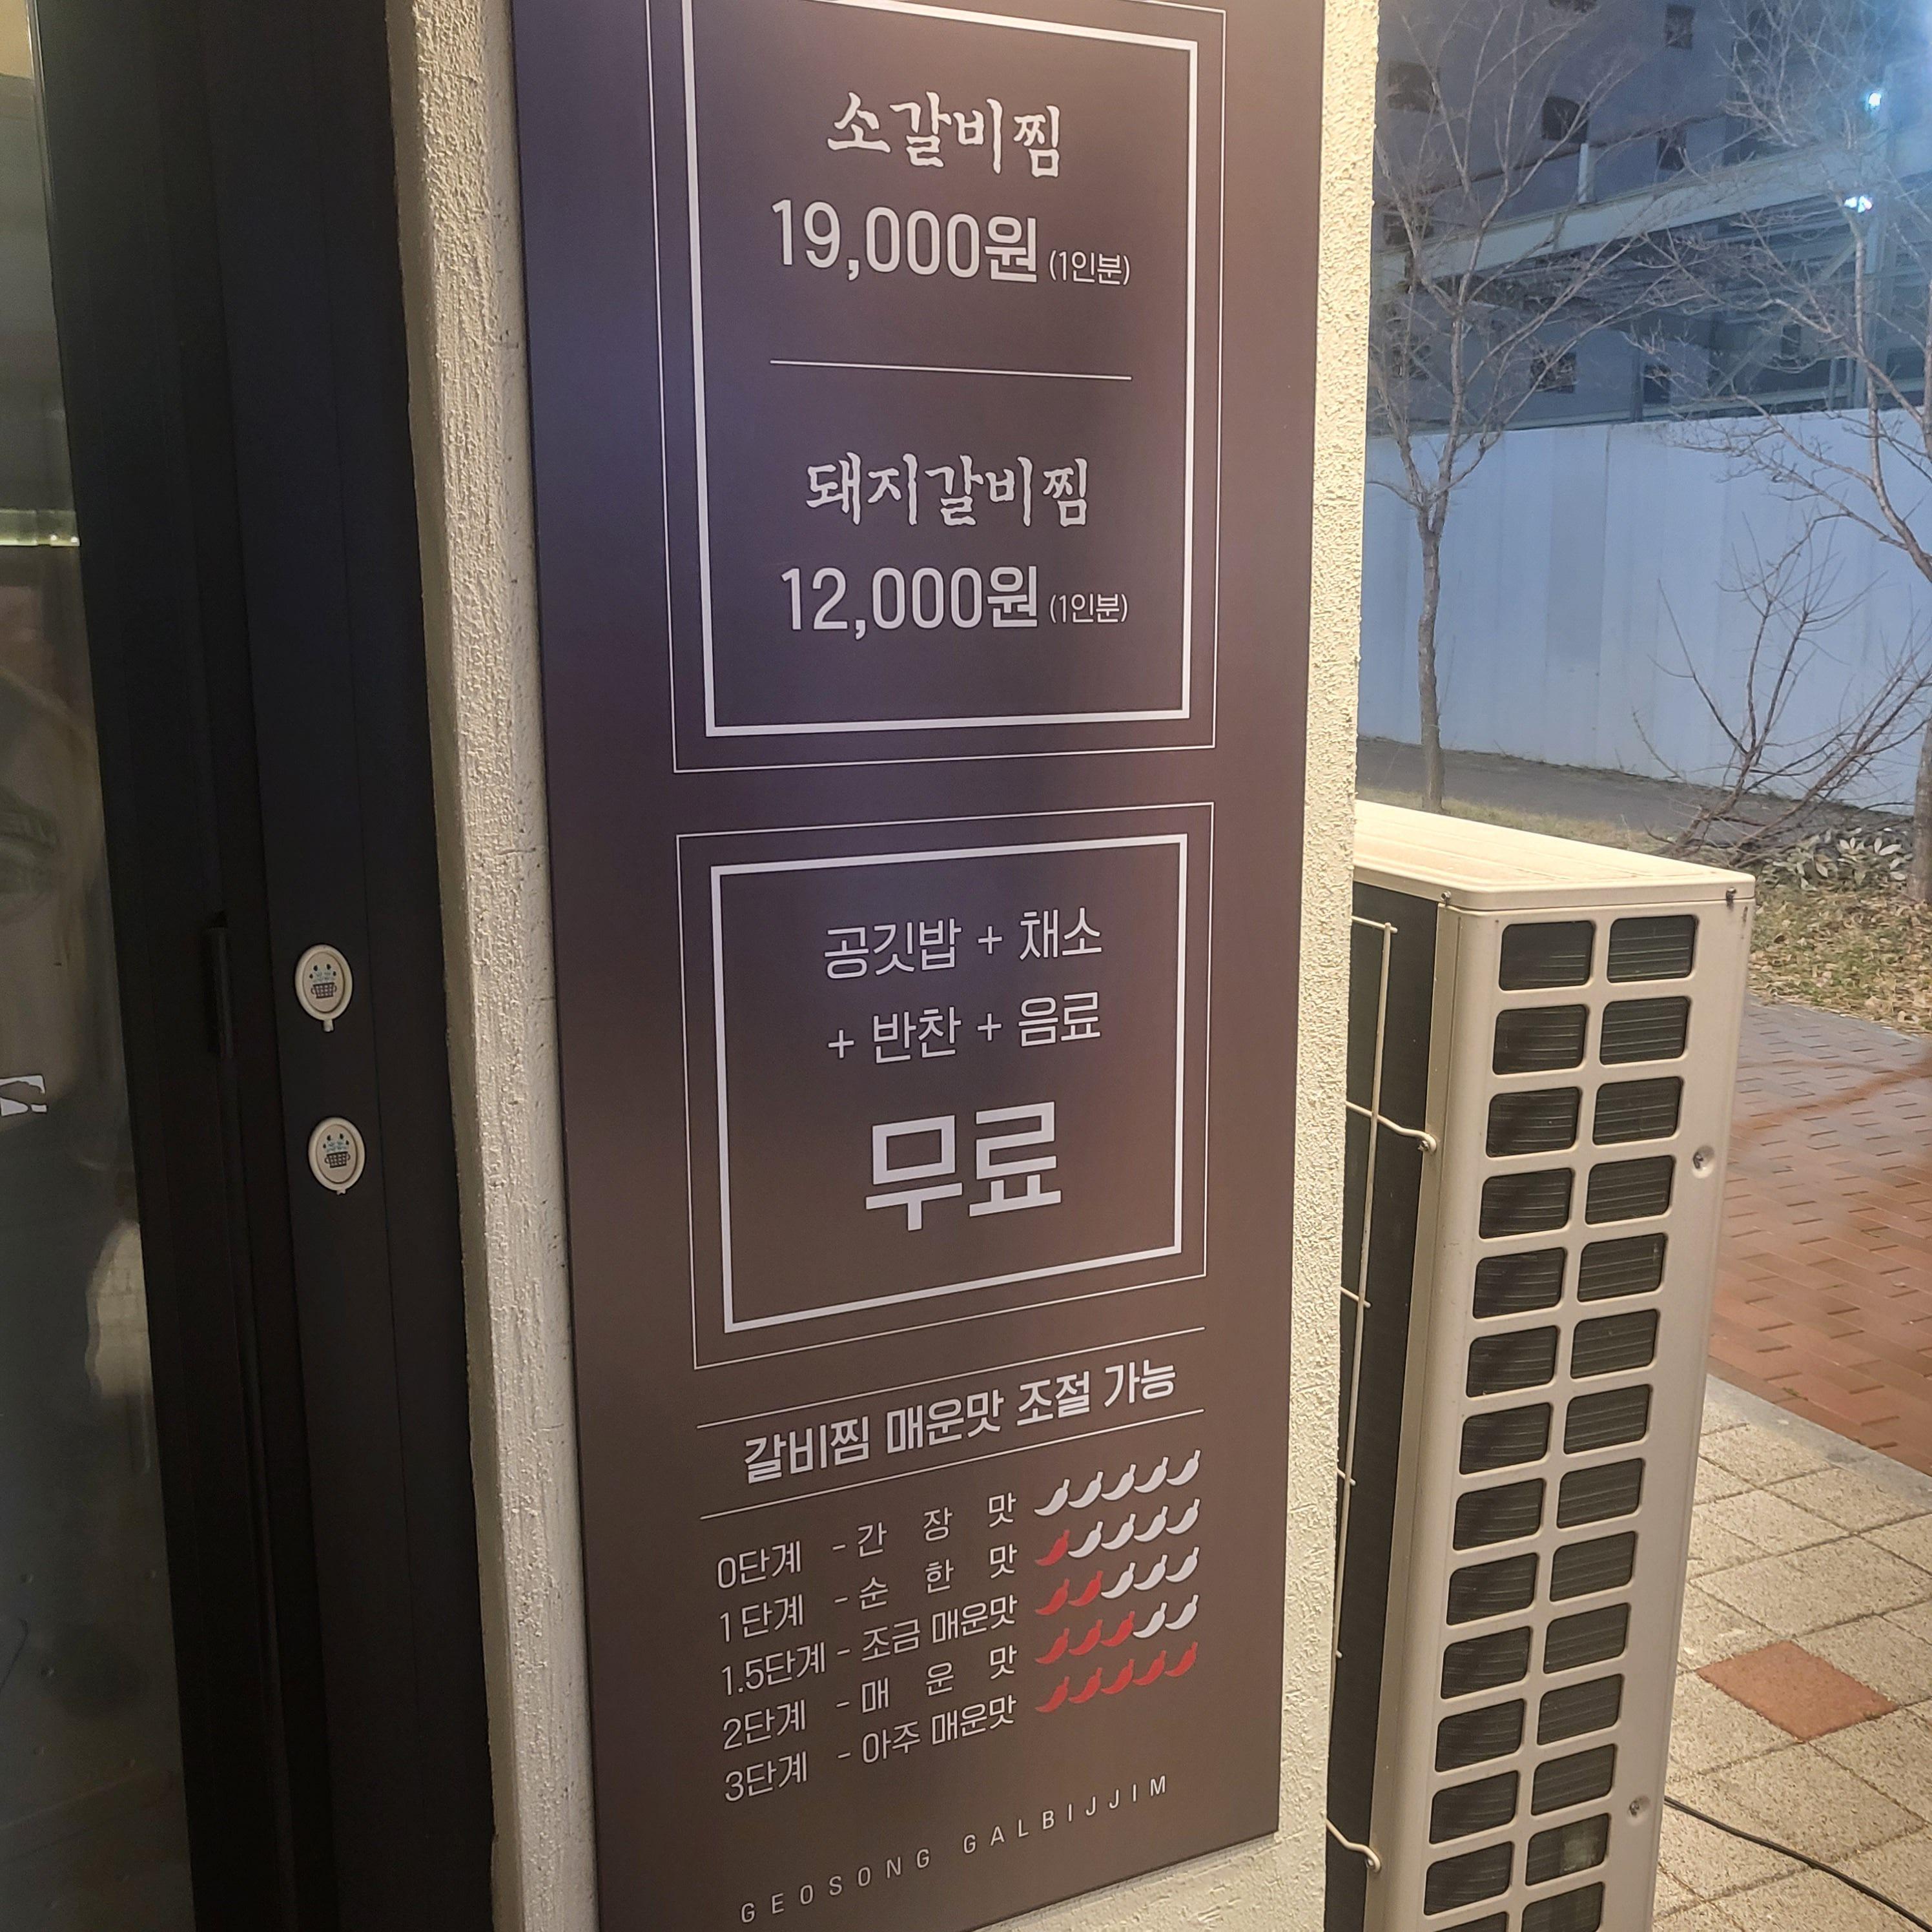 소갈비찜
19,000원 (1인분)
돼지갈비찜
12,000원 (1인분)
공깃밥 + 채소
+ 반찬 + 음료
무료
갈비찜 매운맛 조절 가능
0단계 - 간 장 맛
1단계 - 순 한 맛
1.5단계 - 조금 매운맛
2단계 - 매 운 맛
3단계 - 아주 매운맛
GEOSONG GALBIJJIM